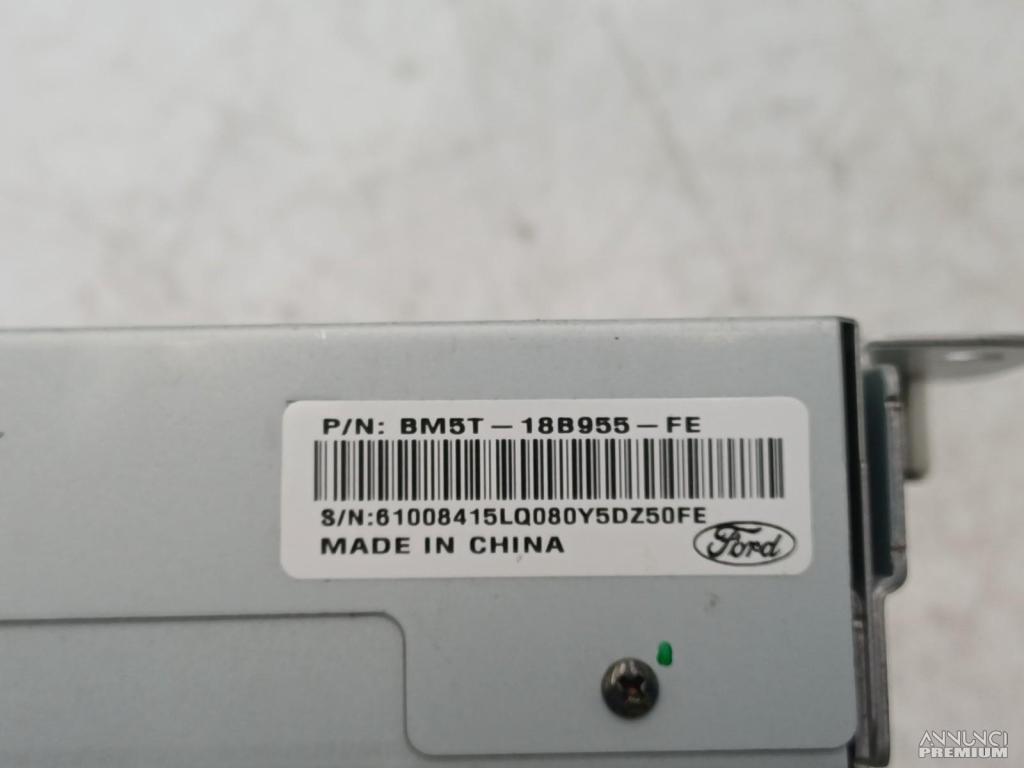 P/N: BM5T-18B955-FE
S/N:61008415LQ080Y5DZ50FE
MADE IN CHINA
Ford
ANNUNCI
PREMIUM